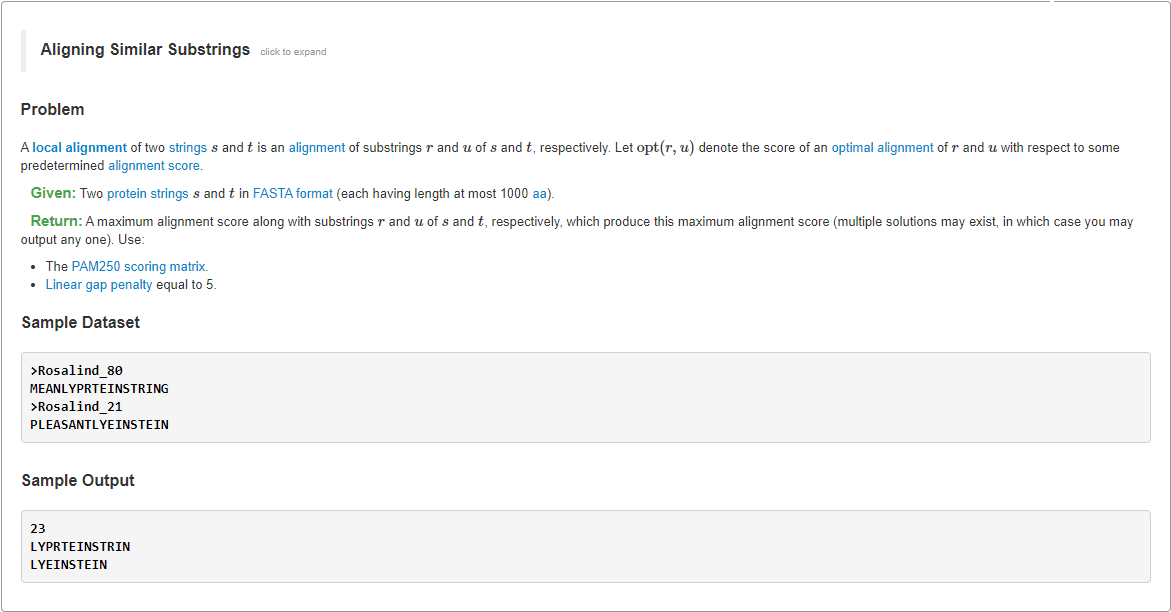 Aligning Similar Substrings click to expand
Problem
A local alignment of two strings s and t is an alignment of substrings r and u of s and t, respectively. Let opt(r, u) denote the score of an optimal alignment of r and u with respect to some
predetermined alignment score.
Given: Two protein strings s and t in FASTA format (each having length at most 1000 aa).
Return: A maximum alignment score along with substrings r and u of s and t, respectively, which produce this maximum alignment score (multiple solutions may exist, in which case you may
output any one). Use:
• The PAM250 scoring matrix.
• Linear gap penalty equal to 5.
Sample Dataset
>Rosalind_80
MEANLYPRTEINSTRING
>Rosalind_21
PLEASANTLYEINSTEIN
Sample Output
23
LYPRTEINSTRIN
LYEINSTEIN